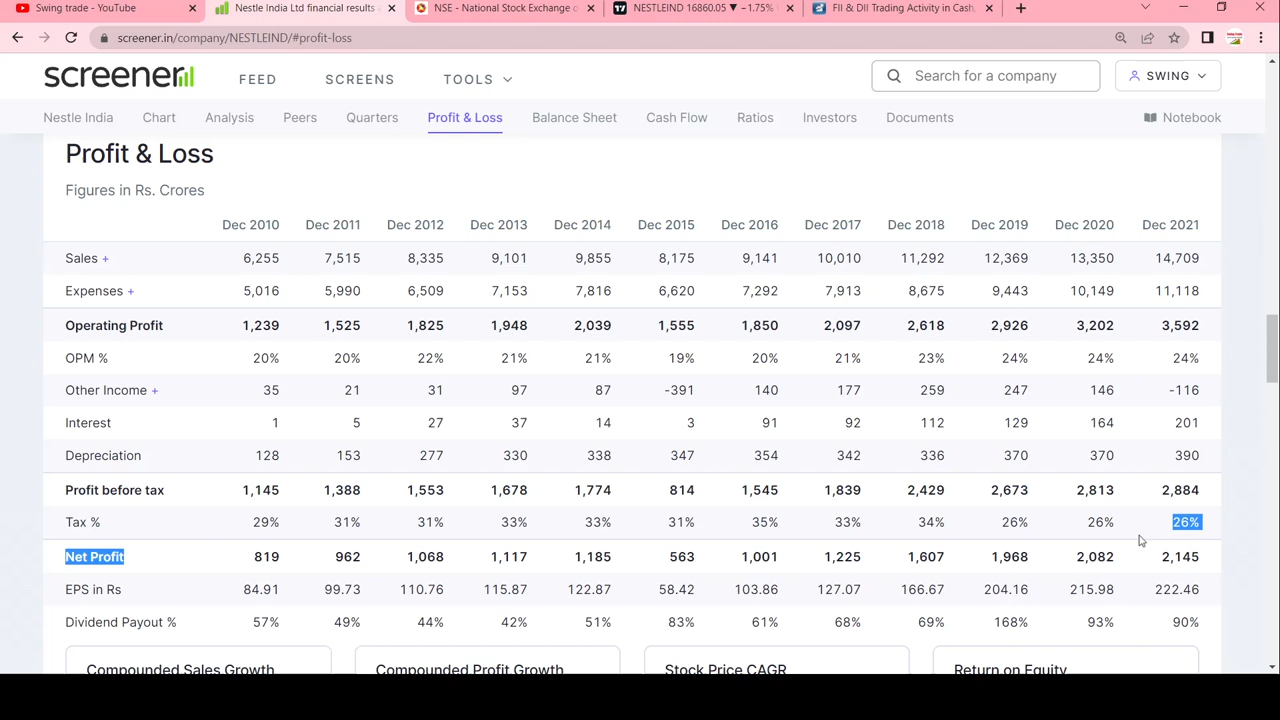 Swing trade - YouTube × Nestle India Ltd financial results × NSE - National Stock Exchange o × NESTLEIND 16860.05 ▼ −1.75% × FII & DII Trading Activity in Cash, × +
screener.in/company/NESTLEIND/#profit-loss
screener FEED SCREENS TOOLS Search for a company SWING
Nestle India Chart Analysis Peers Quarters Profit & Loss Balance Sheet Cash Flow Ratios Investors Documents Notebook
Profit & Loss
Figures in Rs. Crores
Dec 2010 Dec 2011 Dec 2012 Dec 2013 Dec 2014 Dec 2015 Dec 2016 Dec 2017 Dec 2018 Dec 2019 Dec 2020 Dec 2021
Sales + 6,255 7,515 8,335 9,101 9,855 8,175 9,141 10,010 11,292 12,369 13,350 14,709
Expenses + 5,016 5,990 6,509 7,153 7,816 6,620 7,292 7,913 8,675 9,443 10,149 11,118
Operating Profit 1,239 1,525 1,825 1,948 2,039 1,555 1,850 2,097 2,618 2,926 3,202 3,592
OPM % 20% 20% 22% 21% 21% 19% 20% 21% 23% 24% 24% 24%
Other Income + 35 21 31 97 87 -391 140 177 259 247 146 -116
Interest 1 5 27 37 14 3 91 92 112 129 164 201
Depreciation 128 153 277 330 338 347 354 342 336 370 370 390
Profit before tax 1,145 1,388 1,553 1,678 1,774 814 1,545 1,839 2,429 2,673 2,813 2,884
Tax % 29% 31% 31% 33% 33% 31% 35% 33% 34% 26% 26% 26%
Net Profit 819 962 1,068 1,117 1,185 563 1,001 1,225 1,607 1,968 2,082 2,145
EPS in Rs 84.91 99.73 110.76 115.87 122.87 58.42 103.86 127.07 166.67 204.16 215.98 222.46
Dividend Payout % 57% 49% 44% 42% 51% 83% 61% 68% 69% 168% 93% 90%
Compounded Sales Growth Compounded Profit Growth Stock Price CAGR Return on Equity